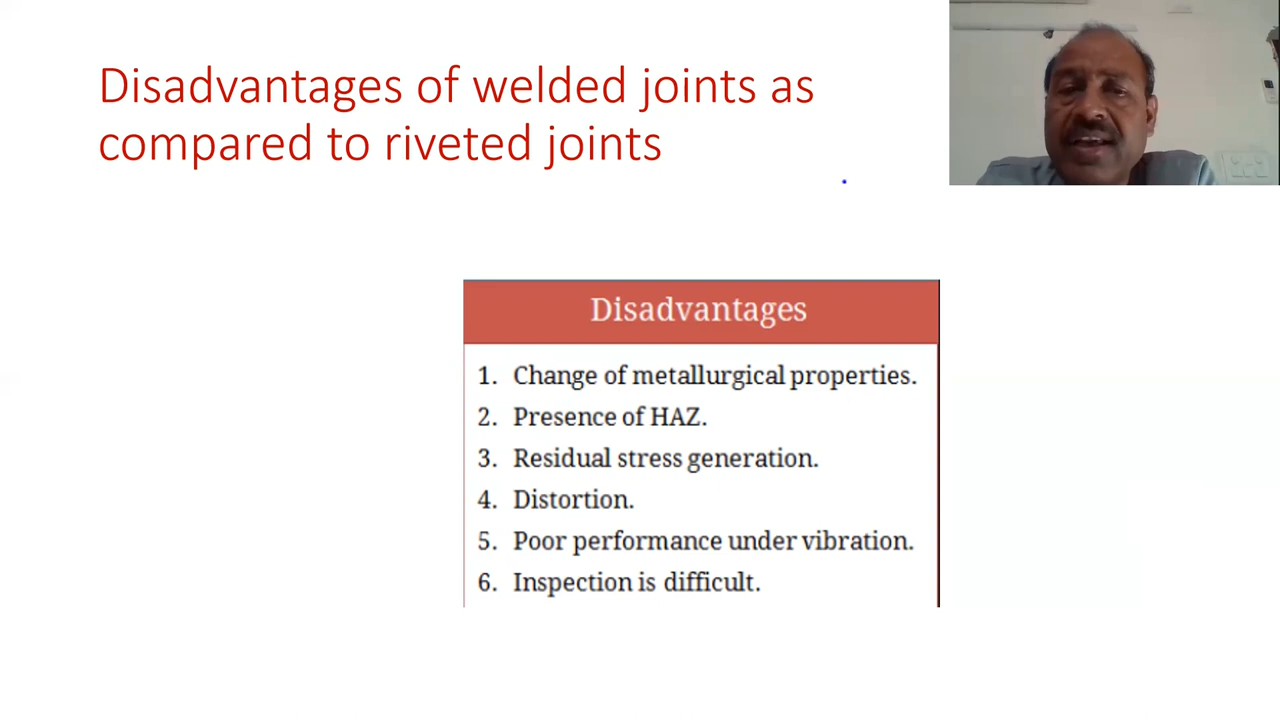 Disadvantages of welded joints as
compared to riveted joints
Disadvantages
1. Change of metallurgical properties.
2. Presence of HAZ.
3. Residual stress generation.
4. Distortion.
5. Poor performance under vibration.
6. Inspection is difficult.